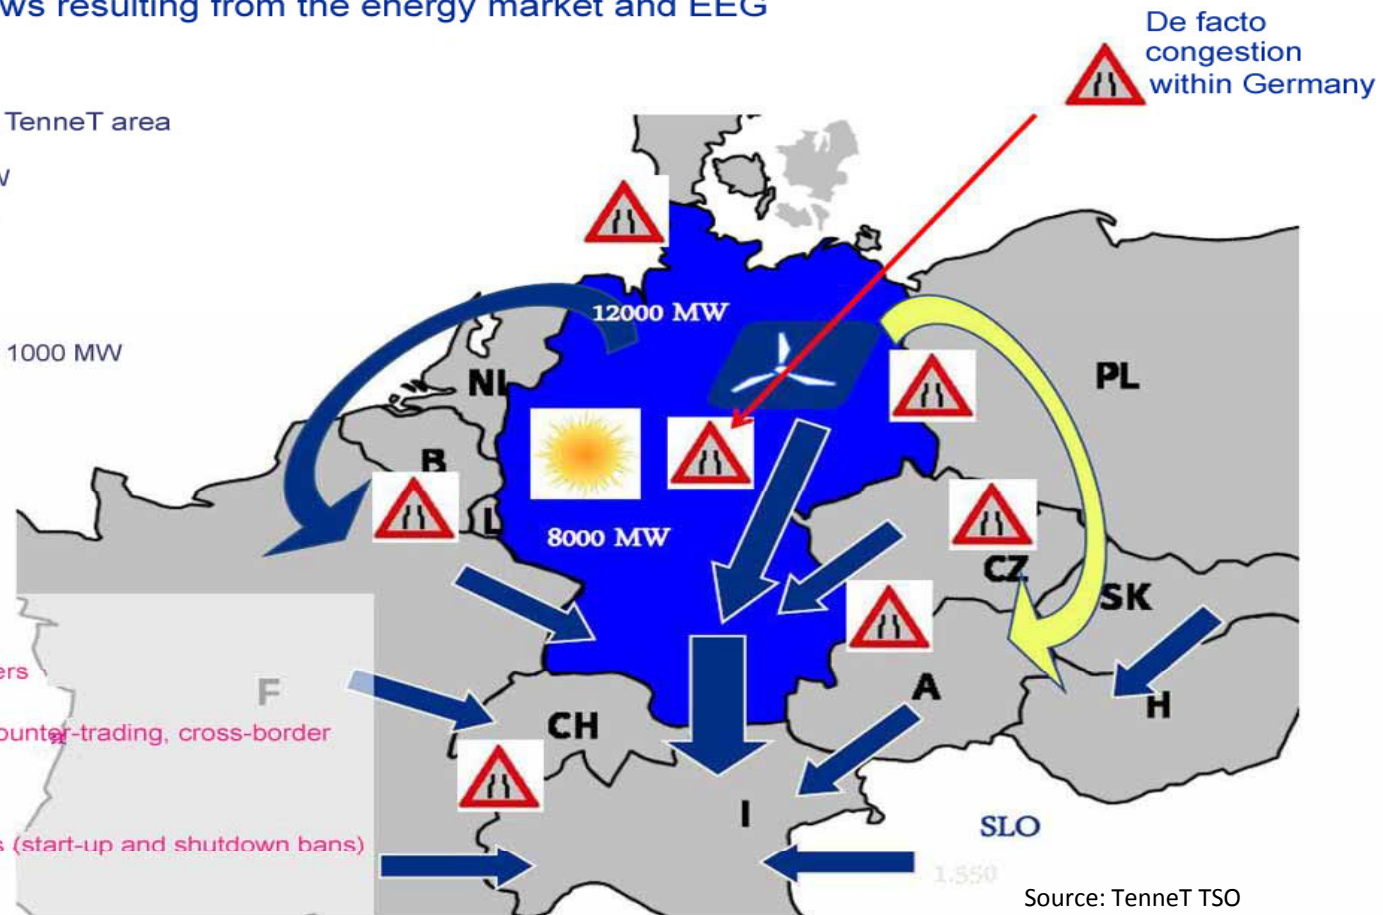 ws resulting from the energy market and EEG
De facto
congestion
within Germany
TenneT area
W
12000 MW
1000 MW
NL
PL
B
L
8000 MW
CZ
SK
ers
F
A
H
CH
ounter-trading, cross-border
I
SLO
s (start-up and shutdown bans)
1.550
Source: TenneT TSO